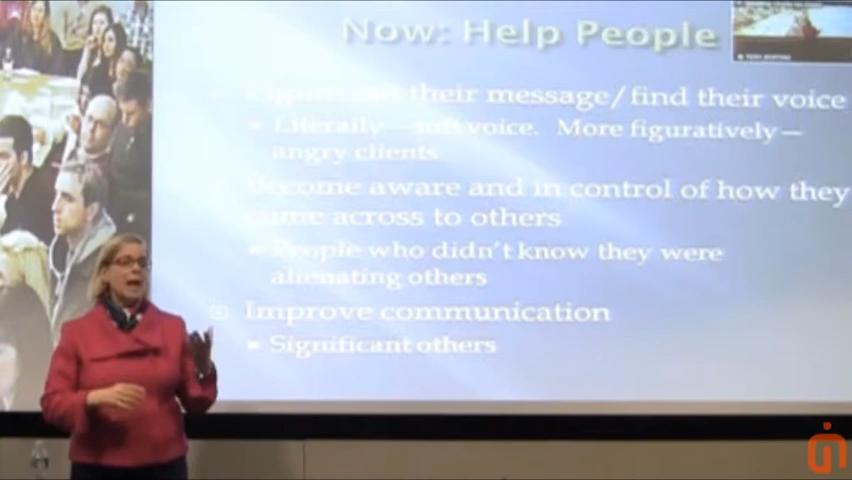 Now: Help People
their message/find their voice
Literally—soft voice. More figuratively—
angry clients
Become aware and in control of how they
come across to others
People who didn't know they were
alienating others
Improve communication
Significant others